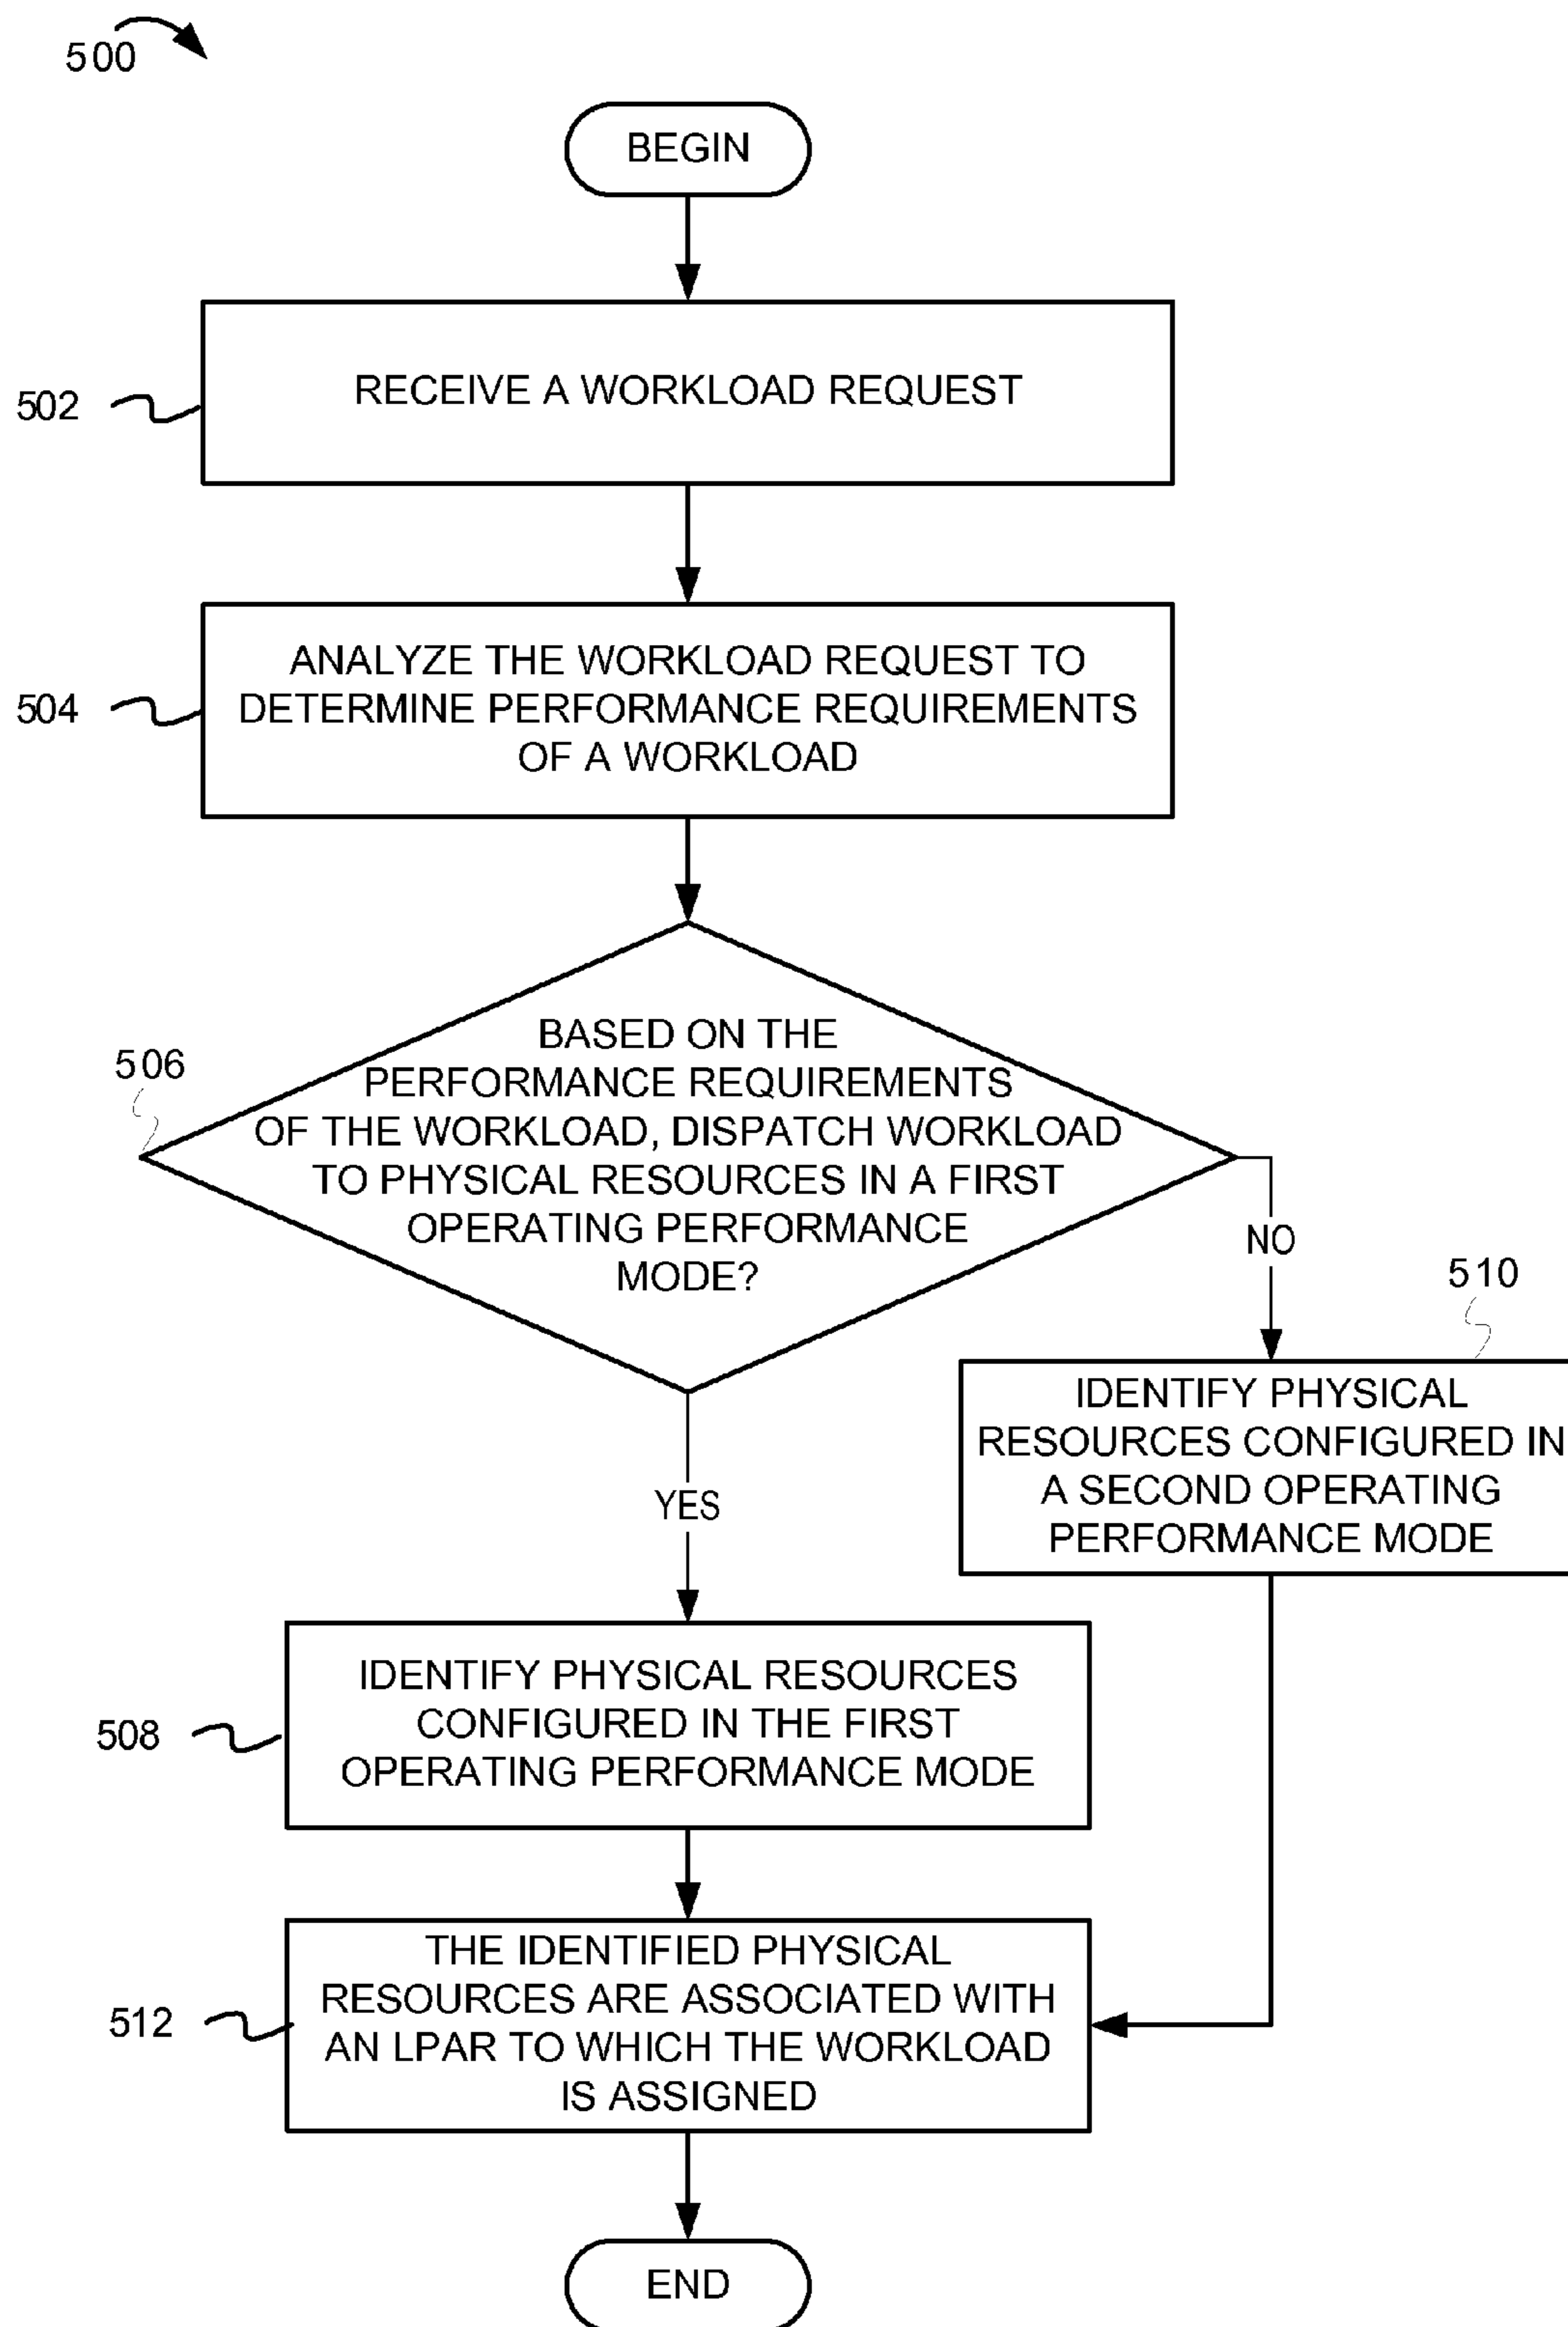 500
BEGIN
RECEIVE A WORKLOAD REQUEST
502
ANALYZE THE WORKLOAD REQUEST TO
DETERMINE PERFORMANCE REQUIREMENTS
OF A WORKLOAD
504
BASED ON THE
PERFORMANCE REQUIREMENTS
OF THE WORKLOAD, DISPATCH WORKLOAD
TO PHYSICAL RESOURCES IN A FIRST
OPERATING PERFORMANCE
MODE?
506
NO
510
IDENTIFY PHYSICAL
RESOURCES CONFIGURED IN
A SECOND OPERATING
PERFORMANCE MODE
YES
IDENTIFY PHYSICAL RESOURCES
CONFIGURED IN THE FIRST
OPERATING PERFORMANCE MODE
508
THE IDENTIFIED PHYSICAL
RESOURCES ARE ASSOCIATED WITH
AN LPAR TO WHICH THE WORKLOAD
IS ASSIGNED
512
END